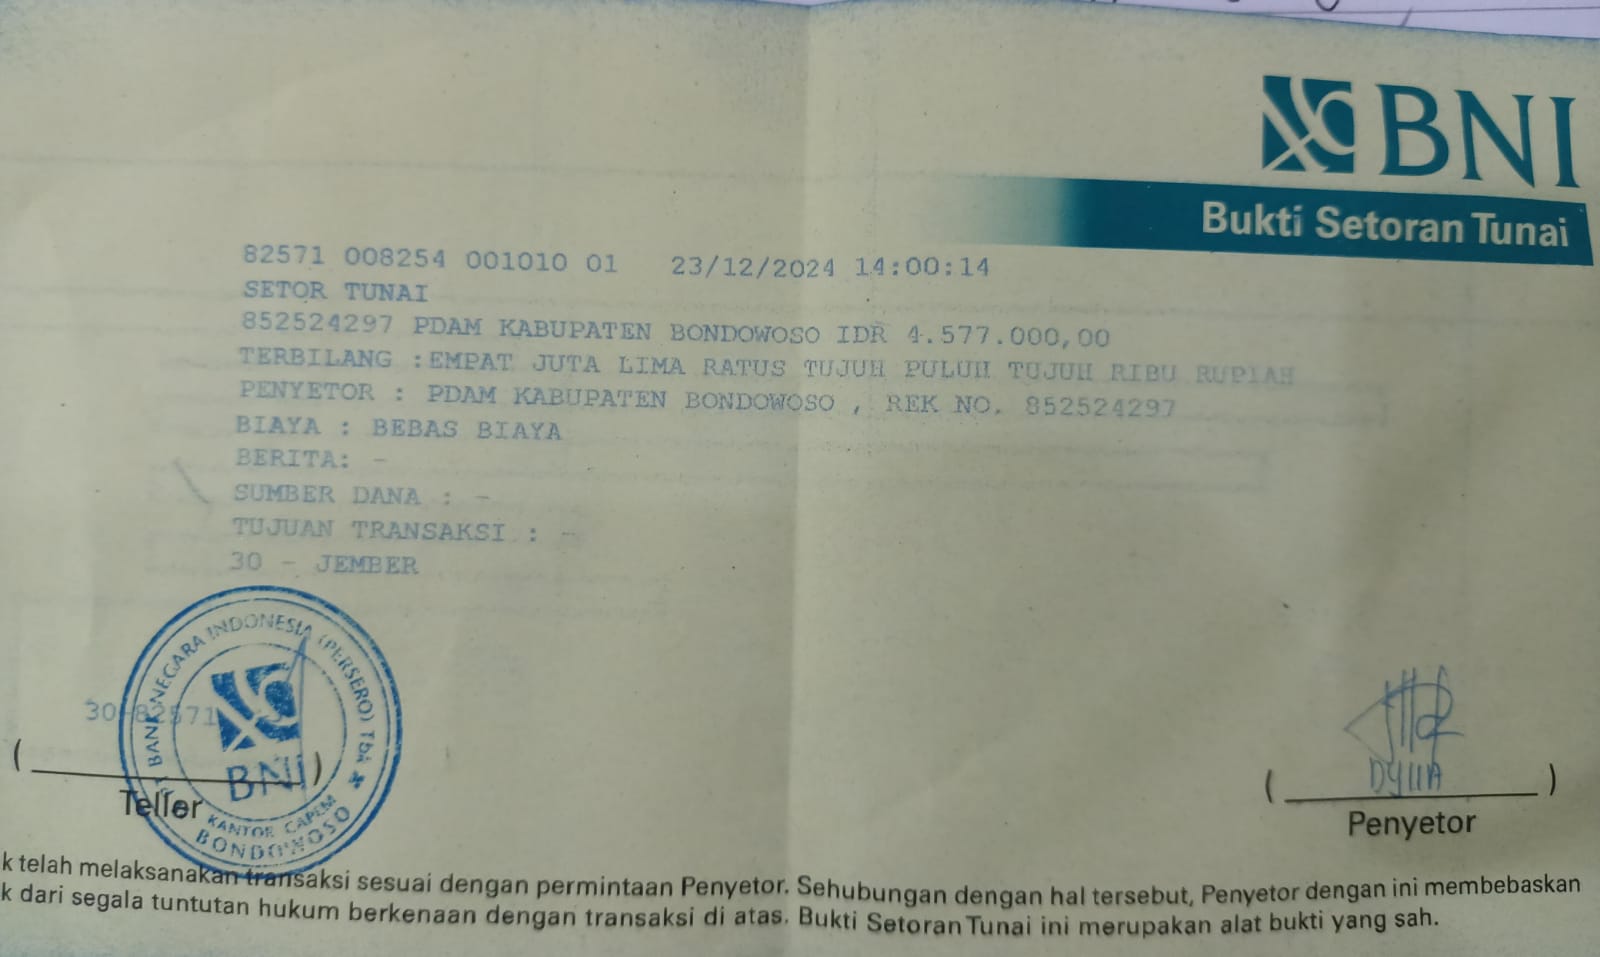 BNI
Bukti Setoran Tunai
82571 008254 001010 01 23/12/2024 14:00:14
SETOR TUNAI
852524297 PDAM KABUPATEN BONDOWOSO IDR 4.577.000,00
TERBILANG :EMPAT JUTA LIMA RATUS TUJUH PULUH TUJUH RIBU RUPIAH
PENYETOR : PDAM KABUPATEN BONDOWOSO , REK NO. 852524297
BIAYA : BEBAS BIAYA
BERITA: -
SUMBER DANA : -
TUJUAN TRANSAKSI : -
30 - JEMBER
BANK NEGARA INDONESIA (PERSERO) Tbk
BNI
KANTOR CAPEM
BONDOWOSO
30-82571
( )
Teller
DYLLA
( )
Penyetor
k telah melaksanakan transaksi sesuai dengan permintaan Penyetor. Sehubungan dengan hal tersebut, Penyetor dengan ini membebaskan
k dari segala tuntutan hukum berkenaan dengan transaksi di atas. Bukti Setoran Tunai ini merupakan alat bukti yang sah.